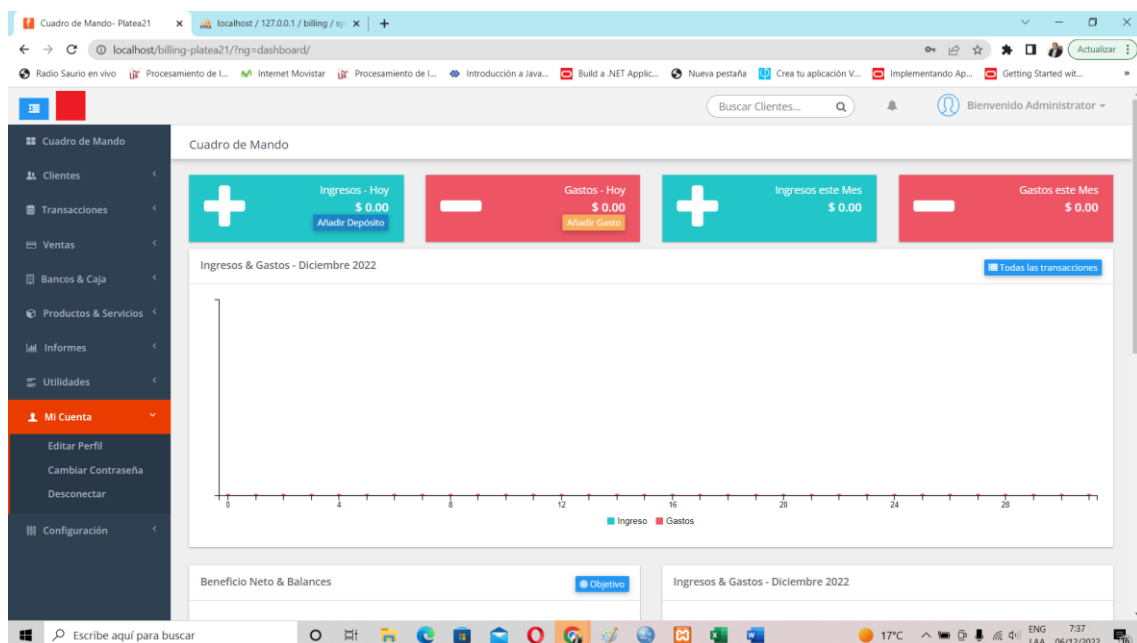 Cuadro de Mando- Platea21
localhost / 127.0.0.1 / billing / sy
localhost/billing-platea21/?ng=dashboard/
Actualizar
Radio Saurio en vivo
Procesamiento de l...
Internet Movistar
Procesamiento de l...
Introducción a Java...
Build a .NET Applic...
Nueva pestaña
Crea tu aplicación V...
Implementando Ap...
Getting Started wit...
»
Buscar Clientes...
Bienvenido Administrator
Cuadro de Mando
Clientes
Transacciones
Ventas
Bancos & Caja
Productos & Servicios
Informes
Utilidades
Mi Cuenta
Editar Perfil
Cambiar Contraseña
Desconectar
Configuración
Cuadro de Mando
Ingresos - Hoy
$ 0.00
Añadir Depósito
Gastos - Hoy
$ 0.00
Añadir Gasto
Ingresos este Mes
$ 0.00
Gastos este Mes
$ 0.00
Ingresos & Gastos - Diciembre 2022
Todas las transacciones
0 4 8 12 16 20 24 28
Ingreso Gastos
Beneficio Neto & Balances
Objetivo
Ingresos & Gastos - Diciembre 2022
Escribe aquí para buscar
17°C
ENG
LAA
7:37
06/12/2022